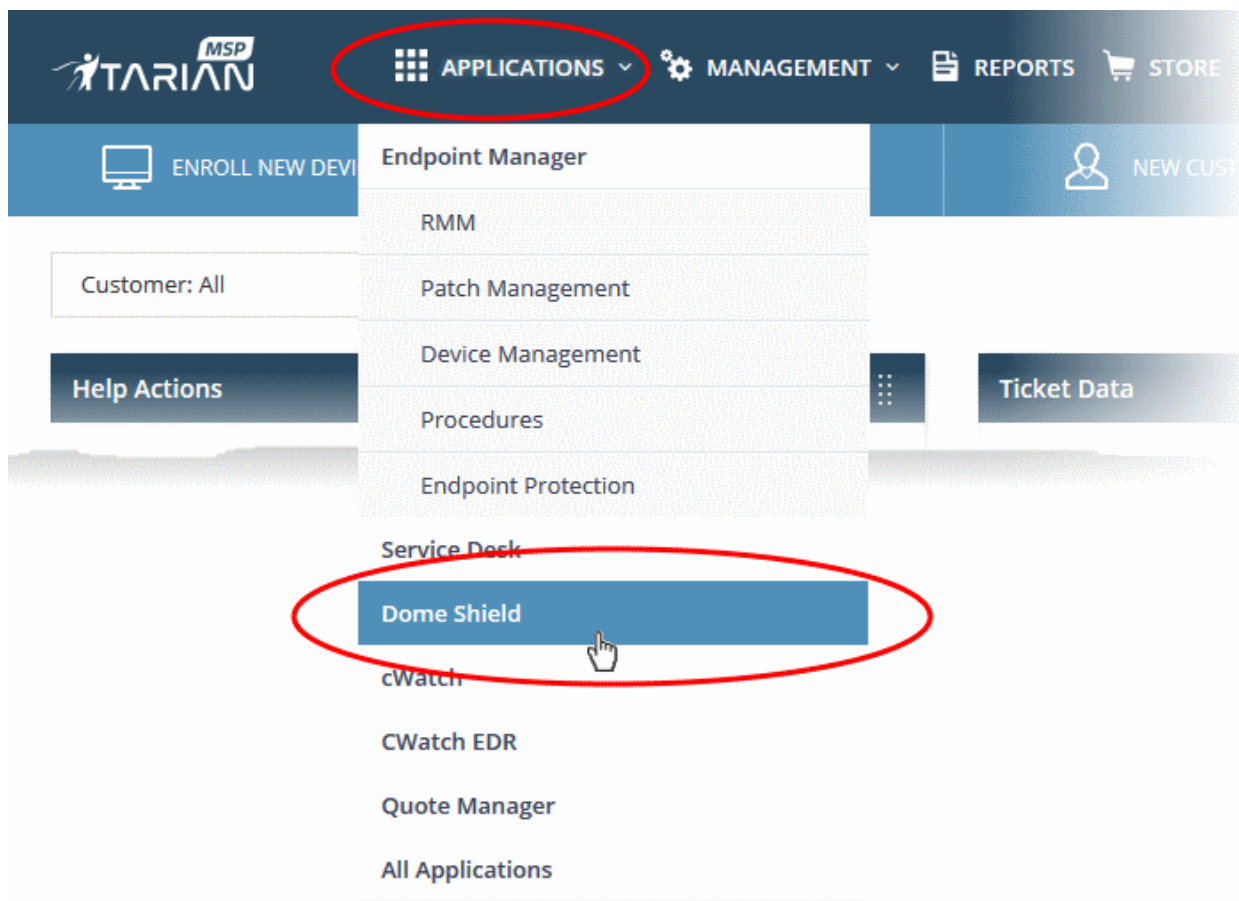 ITARIAN MSP
APPLICATIONS
MANAGEMENT
REPORTS
STORE
ENROLL NEW DEVI
NEW CUST
Endpoint Manager
RMM
Patch Management
Device Management
Procedures
Endpoint Protection
Service Desk
Dome Shield
cWatch
CWatch EDR
Quote Manager
All Applications
Customer: All
Help Actions
Ticket Data